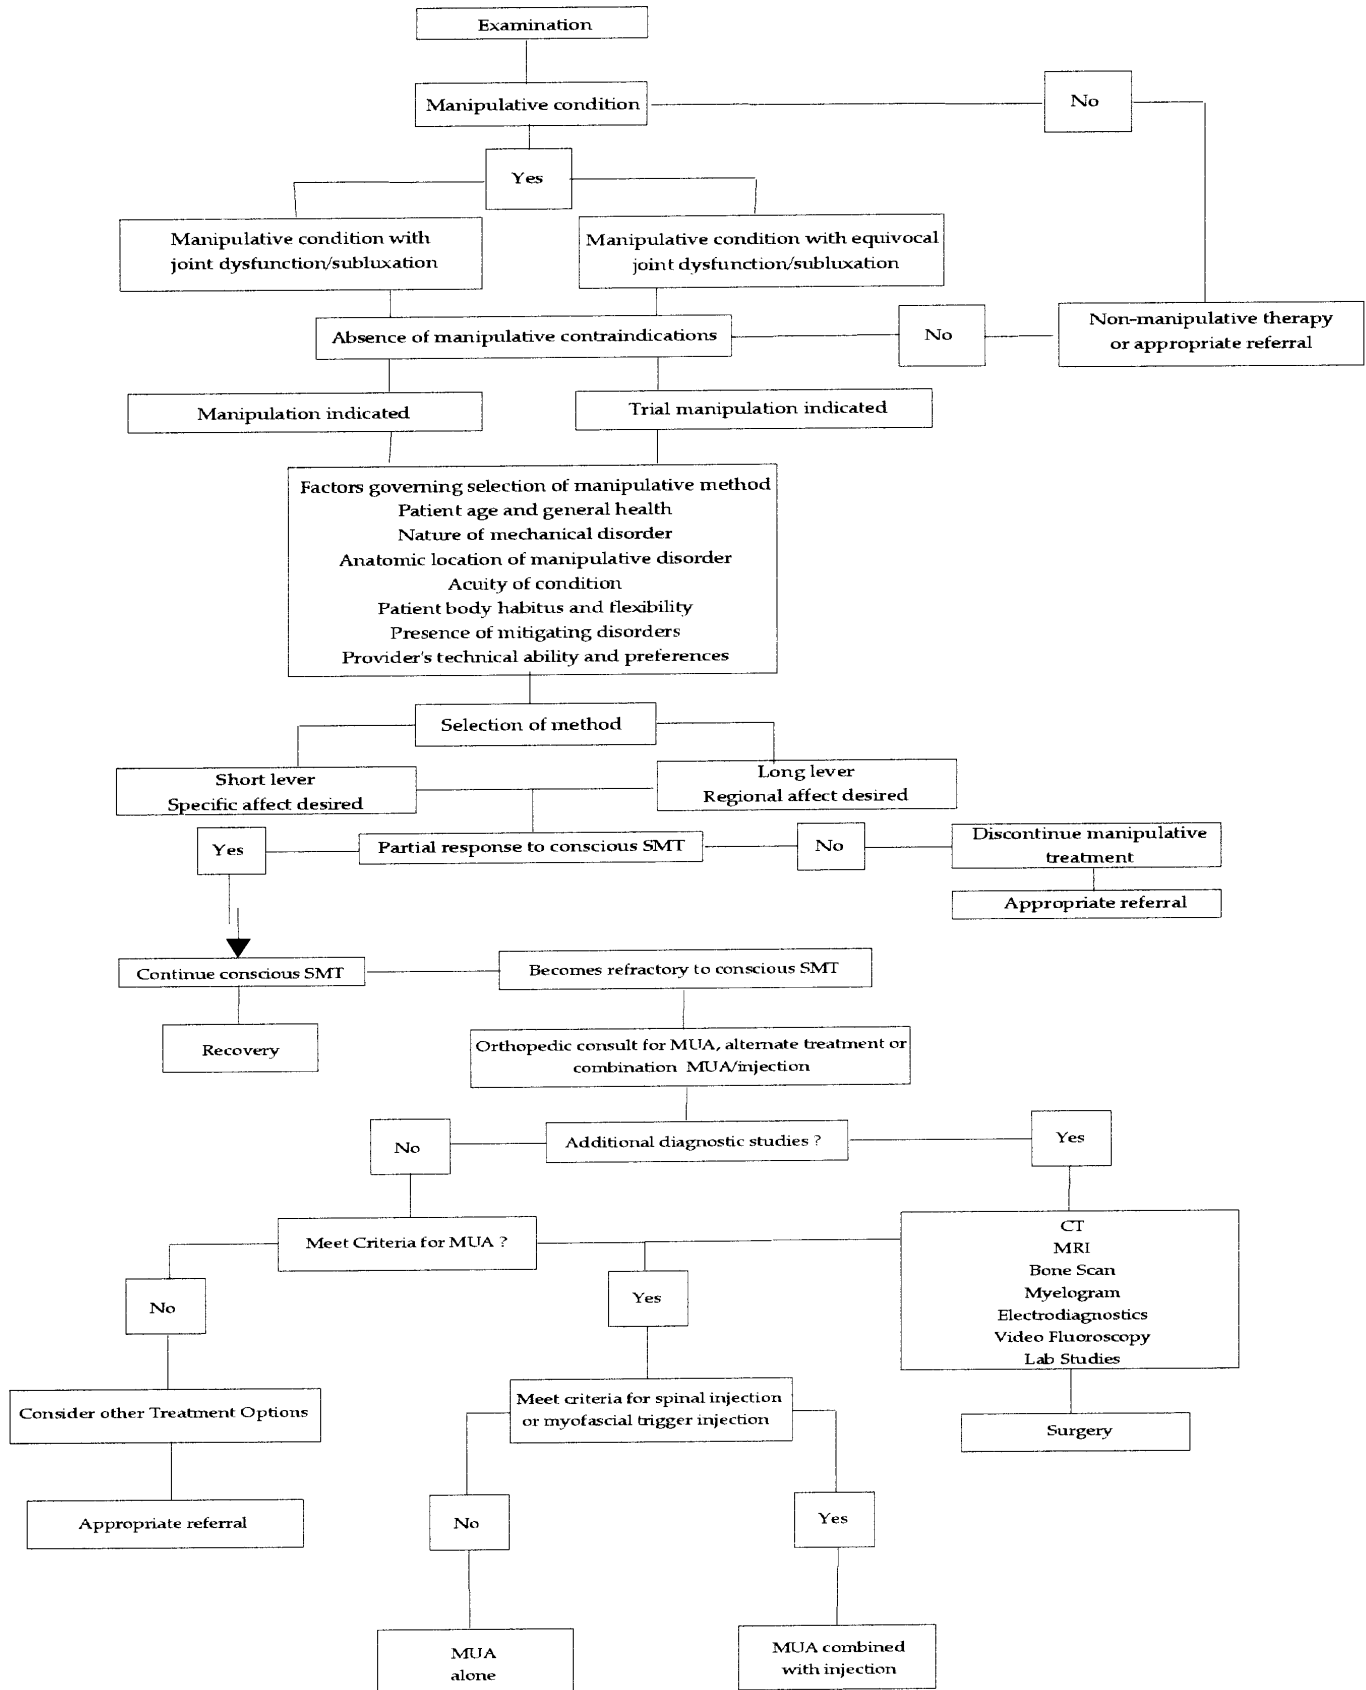 Examination
Manipulative condition
No
Yes
Manipulative condition with
joint dysfunction/subluxation
Manipulative condition with equivocal
joint dysfunction/subluxation
Absence of manipulative contraindications
No
Non-manipulative therapy
or appropriate referral
Manipulation indicated
Trial manipulation indicated
Factors governing selection of manipulative method
Patient age and general health
Nature of mechanical disorder
Anatomic location of manipulative disorder
Acuity of condition
Patient body habitus and flexibility
Presence of mitigating disorders
Provider's technical ability and preferences
Selection of method
Short lever
Specific affect desired
Long lever
Regional affect desired
Yes
Partial response to conscious SMT
No
Discontinue manipulative
treatment
Appropriate referral
Continue conscious SMT
Becomes refractory to conscious SMT
Recovery
Orthopedic consult for MUA, alternate treatment or
combination MUA/injection
No
Additional diagnostic studies ?
Yes
Meet Criteria for MUA ?
CT
MRI
Bone Scan
Myelogram
Electrodiagnostics
Video Fluoroscopy
Lab Studies
No
Yes
Consider other Treatment Options
Meet criteria for spinal injection
or myofascial trigger injection
Surgery
Appropriate referral
No
Yes
MUA
alone
MUA combined
with injection